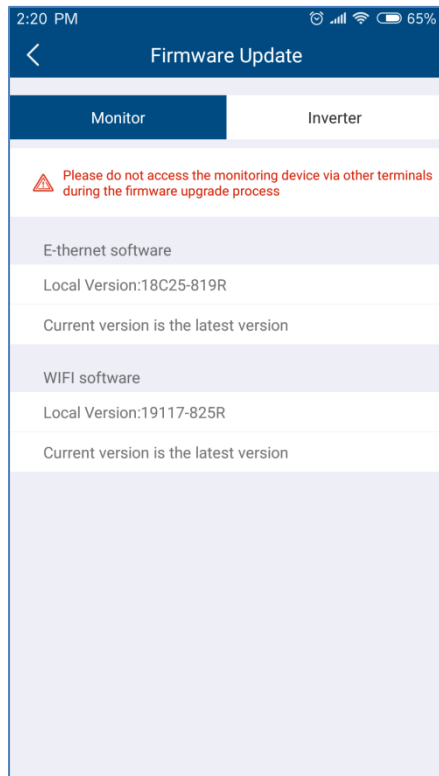 2:20 PM 65%
Firmware Update
Monitor Inverter
Please do not access the monitoring device via other terminals
during the firmware upgrade process
E-thernet software
Local Version:18C25-819R
Current version is the latest version
WIFI software
Local Version:19117-825R
Current version is the latest version